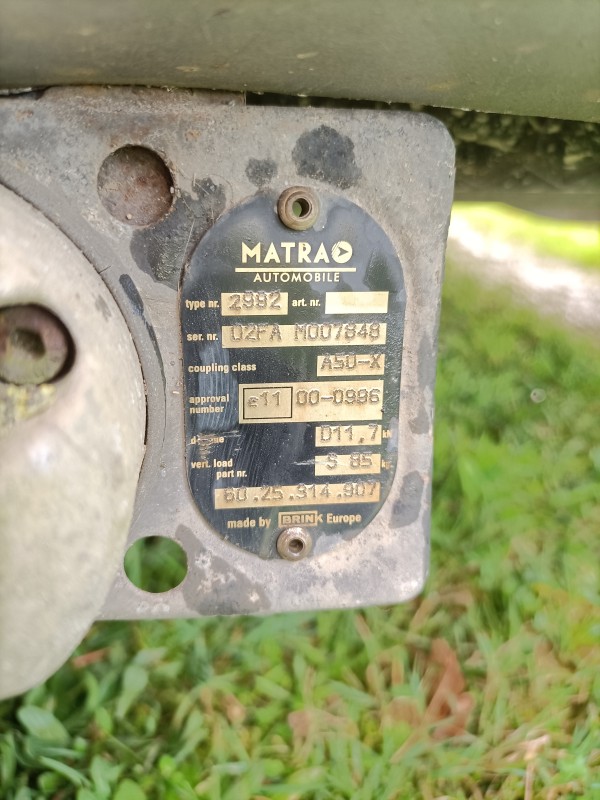 MATRA
AUTOMOBILE
type nr. 2992 art. nr.
ser. nr. 02FA M007848
coupling class A50-X
approval number e11 00-0996
D11,7 kN
vert. load S 85 kg
part nr.
60.25.314.907
made by BRINK Europe